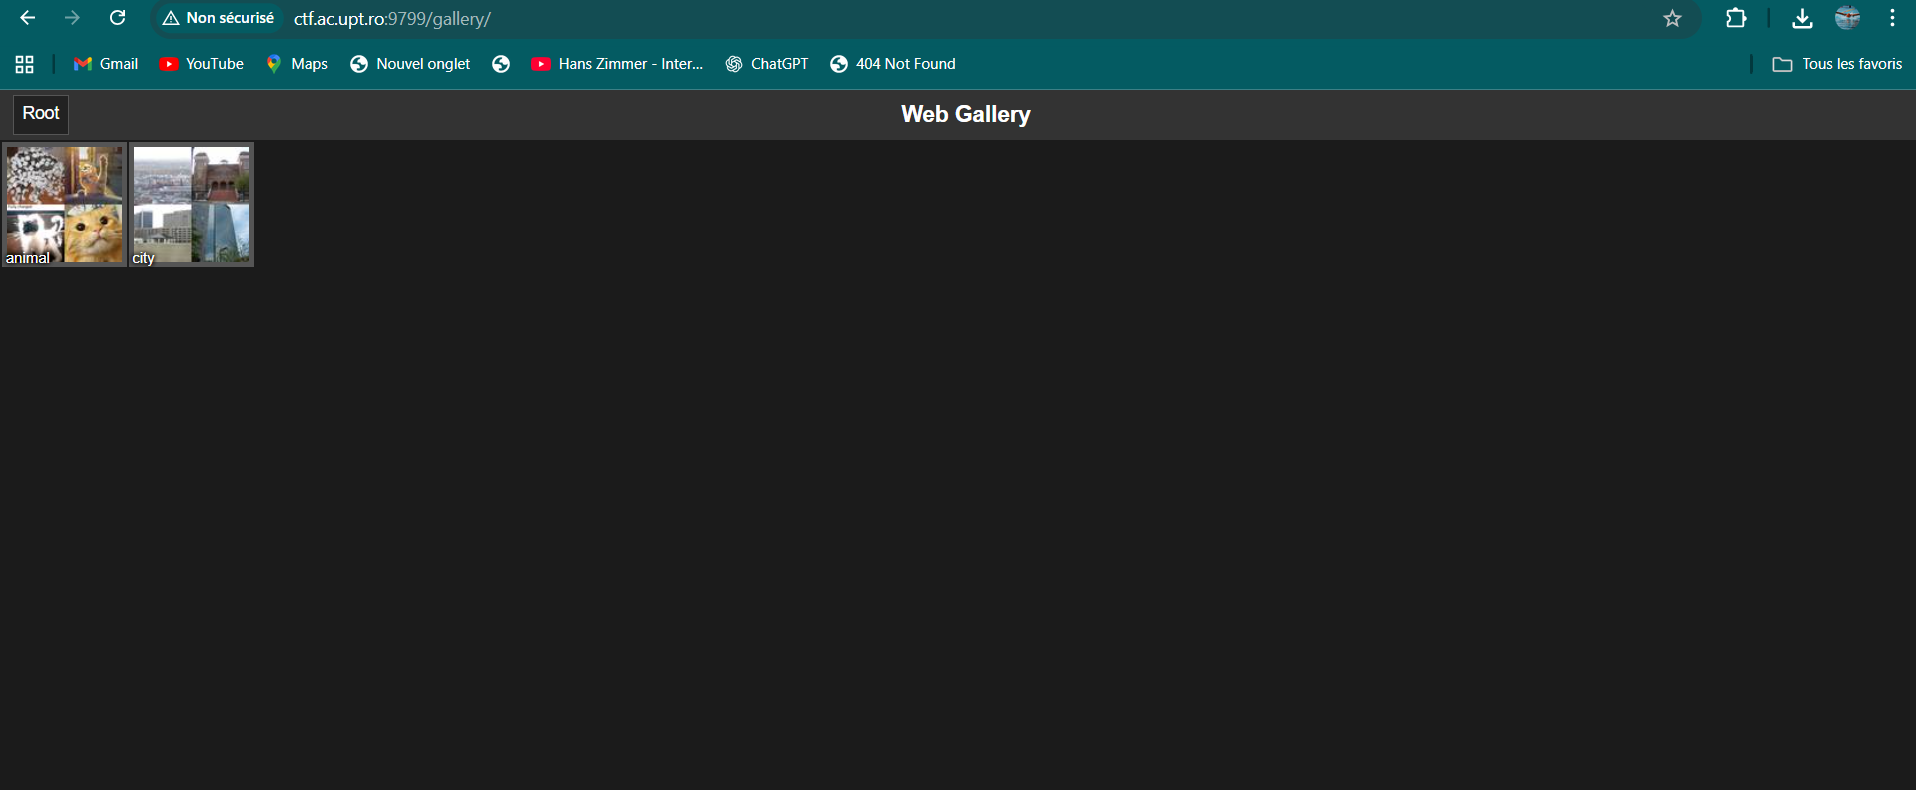 Non sécurisé ctf.ac.upt.ro:9799/gallery/
Gmail YouTube Maps Nouvel onglet Hans Zimmer - Inter... ChatGPT 404 Not Found Tous les favoris
Root Web Gallery
animal city